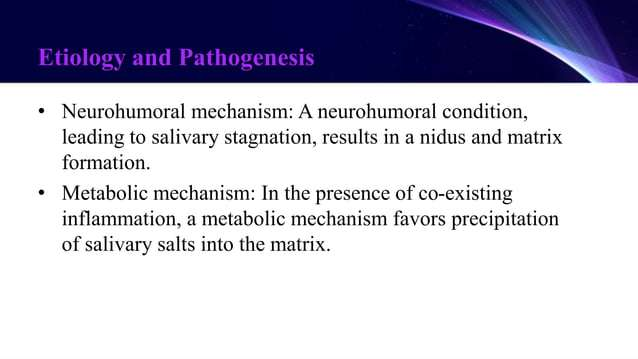 Etiology and Pathogenesis
• Neurohumoral mechanism: A neurohumoral condition,
leading to salivary stagnation, results in a nidus and matrix
formation.
• Metabolic mechanism: In the presence of co-existing
inflammation, a metabolic mechanism favors precipitation
of salivary salts into the matrix.